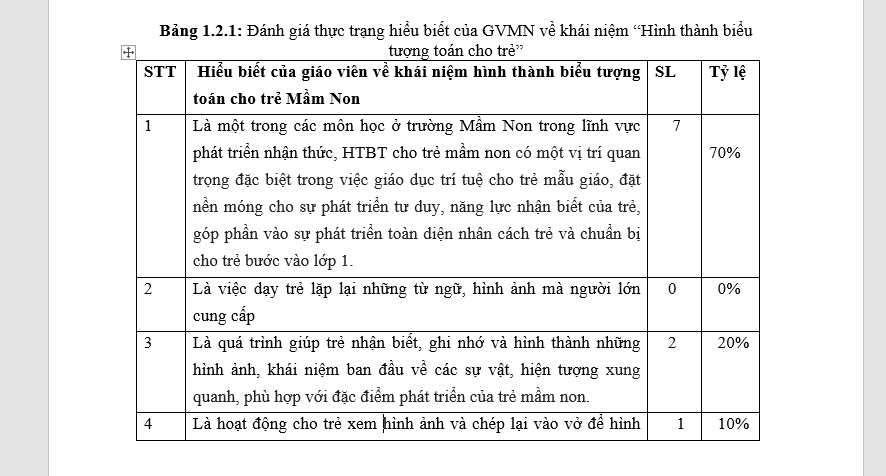 Bảng 1.2.1: Đánh giá thực trạng hiểu biết của GVMN về khái niệm “Hình thành biểu
tượng toán cho trẻ”
STT Hiểu biết của giáo viên về khái niệm hình thành biểu tượng SL Tỷ lệ
toán cho trẻ Mầm Non
1 Là một trong các môn học ở trường Mầm Non trong lĩnh vực 7
phát triển nhận thức, HTBT cho trẻ mầm non có một vị trí quan 70%
trọng đặc biệt trong việc giáo dục trí tuệ cho trẻ mẫu giáo, đặt
nền móng cho sự phát triển tư duy, năng lực nhận biết của trẻ,
góp phần vào sự phát triển toàn diện nhân cách trẻ và chuẩn bị
cho trẻ bước vào lớp 1.
2 Là việc dạy trẻ lặp lại những từ ngữ, hình ảnh mà người lớn 0 0%
cung cấp
3 Là quá trình giúp trẻ nhận biết, ghi nhớ và hình thành những 2 20%
hình ảnh, khái niệm ban đầu về các sự vật, hiện tượng xung
quanh, phù hợp với đặc điểm phát triển của trẻ mầm non.
4 Là hoạt động cho trẻ xem hình ảnh và chép lại vào vở để hình 1 10%